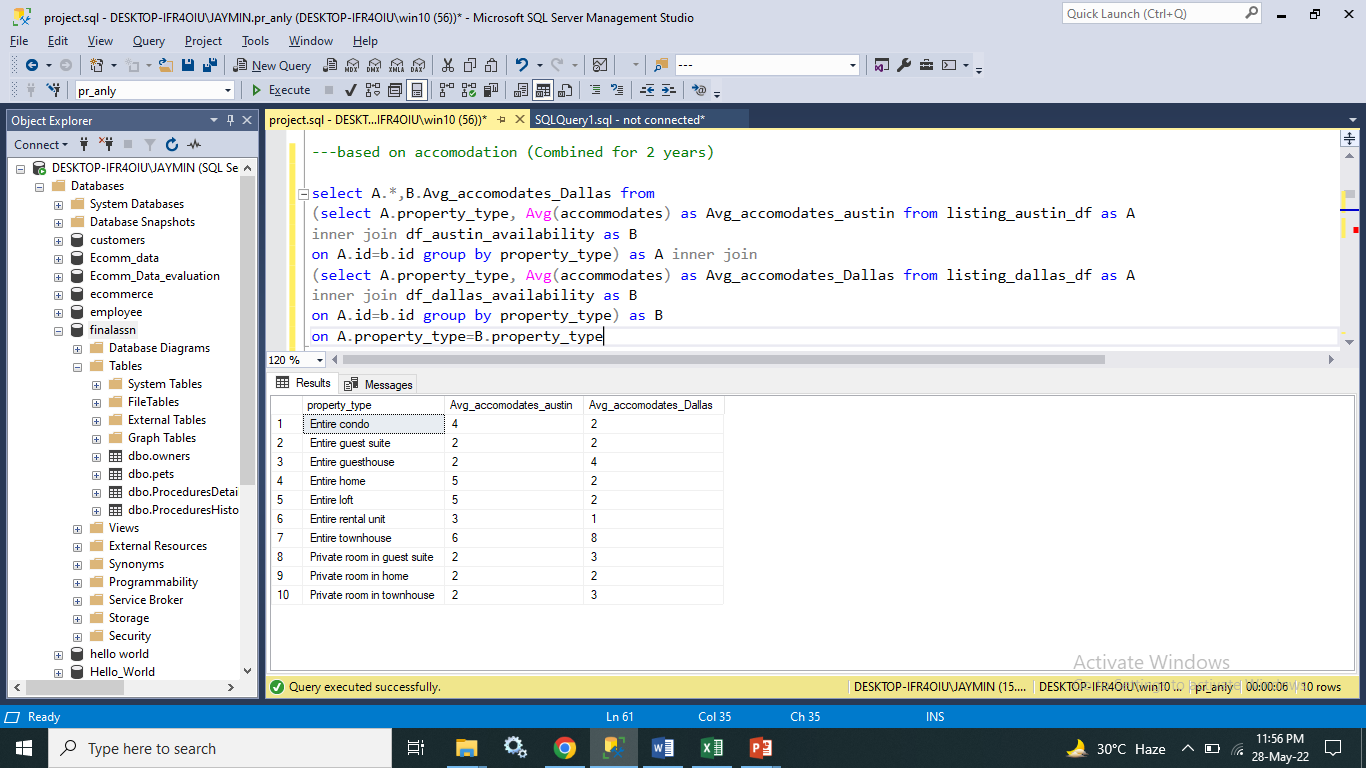 project.sql - DESKTOP-IFR4OIU\JAYMIN.pr_anly (DESKTOP-IFR4OIU\win10 (56))* - Microsoft SQL Server Management Studio
Quick Launch (Ctrl+Q)
File Edit View Query Project Tools Window Help
New Query MDX DMX XMLA DAX ---
pr_anly Execute
Object Explorer
project.sql - DESKT...IFR4OIU\win10 (56))* SQLQuery1.sql - not connected*
Connect
DESKTOP-IFR4OIU\JAYMIN (SQL Se
Databases
System Databases
Database Snapshots
customers
Ecomm_data
Ecomm_Data_evaluation
ecommerce
employee
finalassn
Database Diagrams
Tables
System Tables
FileTables
External Tables
Graph Tables
dbo.owners
dbo.pets
dbo.ProceduresDetai
dbo.ProceduresHisto
Views
External Resources
Synonyms
Programmability
Service Broker
Storage
Security
hello world
Hello_World
---based on accomodation (Combined for 2 years)
select A.*,B.Avg_accomodates_Dallas from
(select A.property_type, Avg(accommodates) as Avg_accomodates_austin from listing_austin_df as A
inner join df_austin_availability as B
on A.id=b.id group by property_type) as A inner join
(select A.property_type, Avg(accommodates) as Avg_accomodates_Dallas from listing_dallas_df as A
inner join df_dallas_availability as B
on A.id=b.id group by property_type) as B
on A.property_type=B.property_type
120 %
Results Messages
property_type Avg_accomodates_austin Avg_accomodates_Dallas
1 Entire condo 4 2
2 Entire guest suite 2 2
3 Entire guesthouse 2 4
4 Entire home 5 2
5 Entire loft 5 2
6 Entire rental unit 3 1
7 Entire townhouse 6 8
8 Private room in guest suite 2 3
9 Private room in home 2 2
10 Private room in townhouse 2 3
Activate Windows
Go to Settings to activate Windows.
Query executed successfully. DESKTOP-IFR4OIU\JAYMIN (15.... DESKTOP-IFR4OIU\win10 ... pr_anly 00:00:06 10 rows
Ready Ln 61 Col 35 Ch 35 INS
Type here to search
30°C Haze
11:56 PM
28-May-22